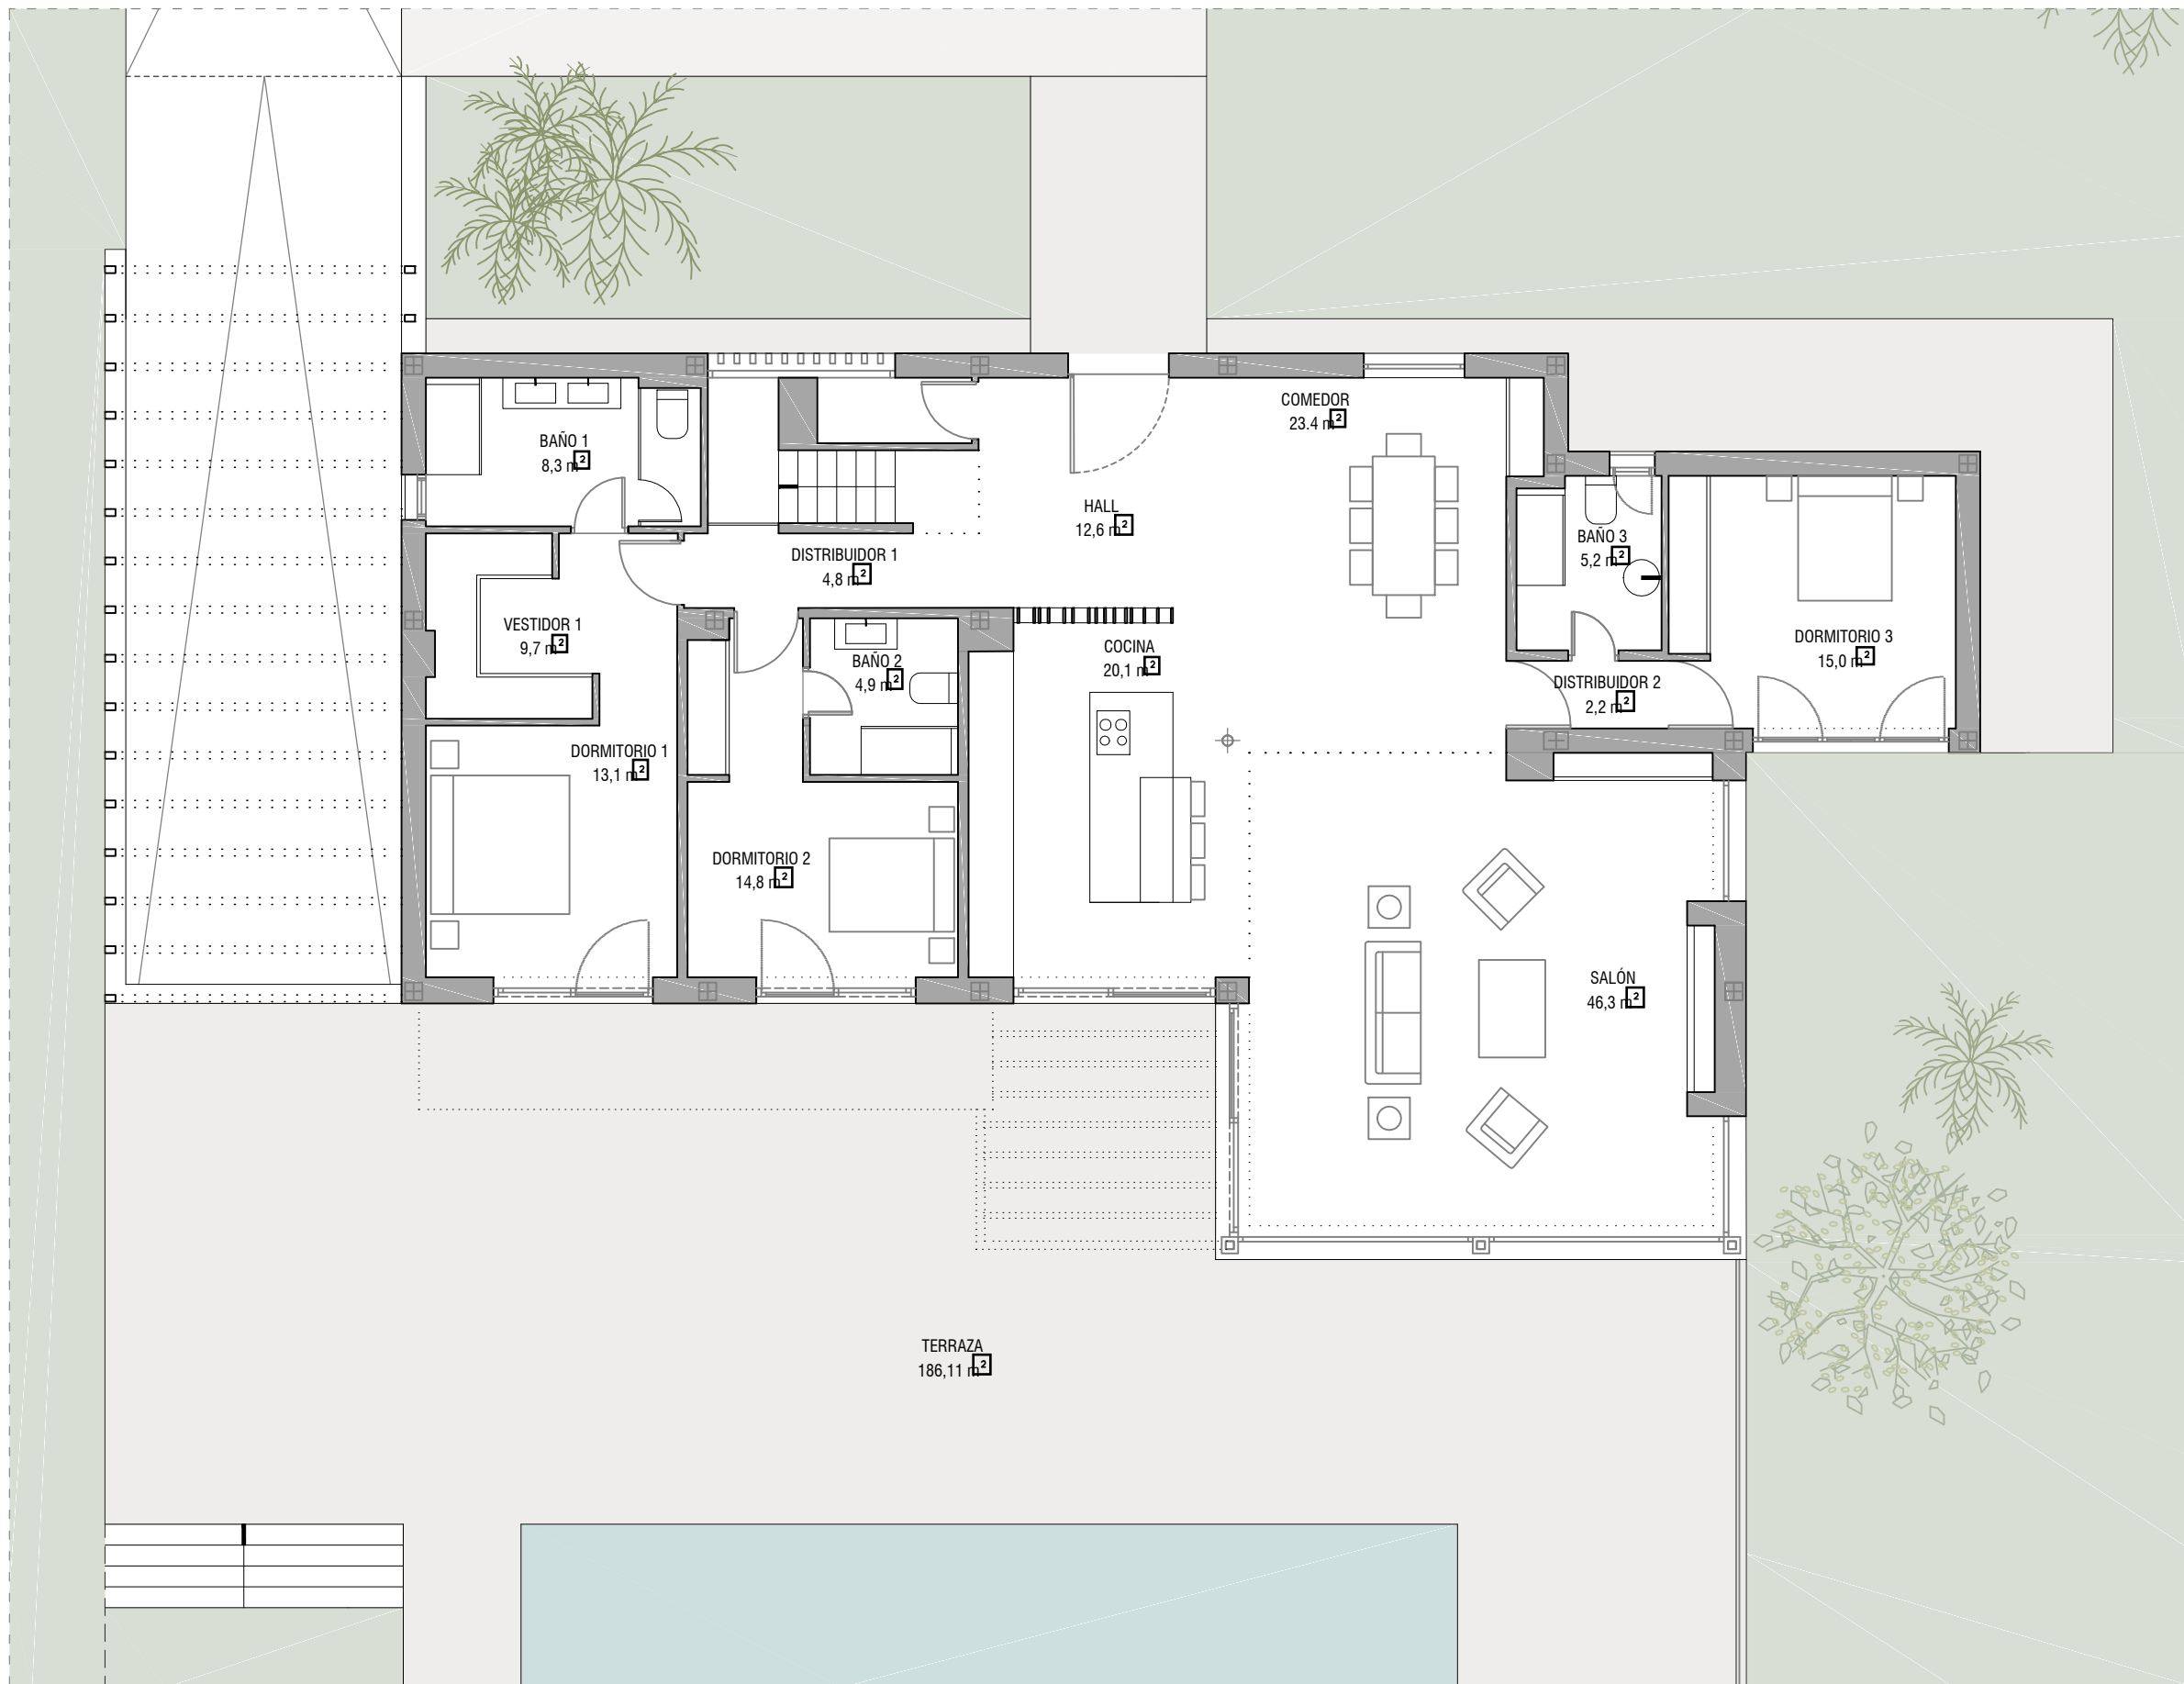 COMEDOR
23.4 m²
BAÑO 1
8,3 m²
HALL
12,6 m²
BAÑO 3
5,2 m²
DISTRIBUIDOR 1
4,8 m²
VESTIDOR 1
9,7 m²
COCINA
20,1 m²
DORMITORIO 3
15,0 m²
BAÑO 2
4,9 m²
DISTRIBUIDOR 2
2,2 m²
DORMITORIO 1
13,1 m²
DORMITORIO 2
14,8 m²
SALÓN
46,3 m²
TERRAZA
186,11 m²